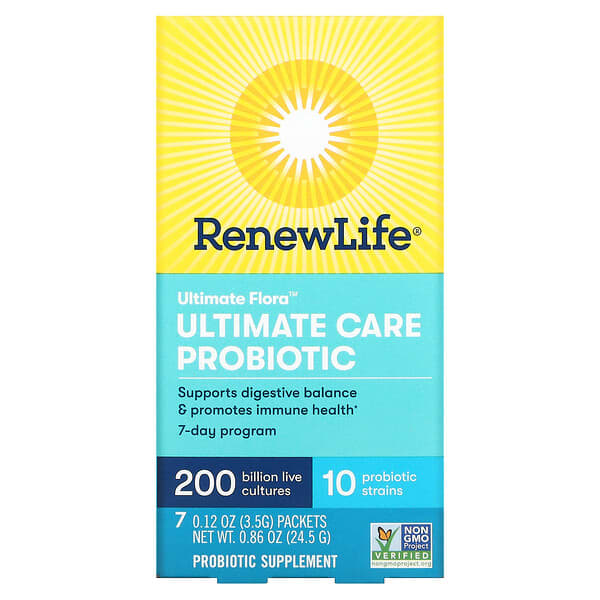 RenewLife®
Ultimate Flora™
ULTIMATE CARE
PROBIOTIC
Supports digestive balance
& promotes immune health*
7-day program
200 billion live cultures
10 probiotic strains
7 0.12 OZ (3.5G) PACKETS
NET WT. 0.86 OZ (24.5 G)
PROBIOTIC SUPPLEMENT
NON
GMO
Project
VERIFIED
nongmoproject.org